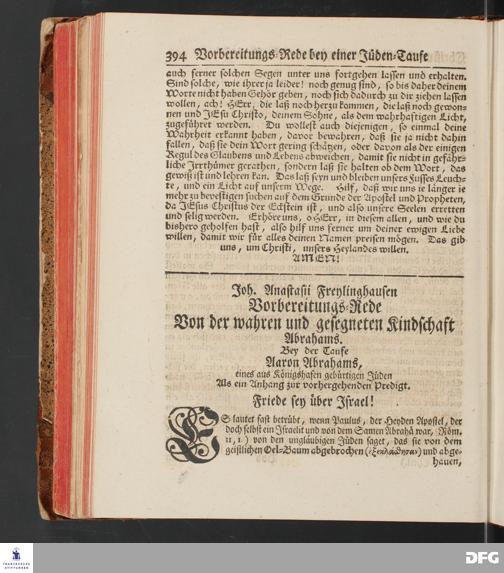 394 Vorbereitungs-Rede bey einer Jüden-Taufe
auch ferner solchen Segen unter uns fortgehen lassen und erhalten.
Sind solche, wie ihrer ja leider! noch genug sind, so bis daher deinem
Worte nicht haben Gehör geben, noch sich dadurch zu dir ziehen lassen
wollen, ach! HErr, die laß noch herzu kommen, die laß noch gewon=
nen und JEsu Christo, deinem Sohne, als dem wahrhaftigen Licht,
zugeführet werden. Du wollest auch diejenigen, so einmal deine
Wahrheit erkannt haben, davor bewahren, daß sie ja nicht dahin
fallen, daß sie dein Wort gering schätzen, oder davon als der einigen
Regul des Glaubens und Lebens abweichen, damit sie nicht in gefähr=
liche Irrthümer gerathen, sondern laß sie halten ob dem Wort, das
gewiß ist und lehren kan. Das laß seyn und bleiben unsers Fusses Leuch=
te, und ein Licht auf unserm Wege. Hilf, daß wir uns je länger je
mehr zu bevestigen suchen auf dem Grunde der Apostel und Propheten,
da JEsus Christus der Eckstein ist, und also unsere Seelen erretten
und selig werden. Erhöre uns, o HErr, in diesem allen, und wie du
bishero geholfen hast, also hilf uns ferner um deiner ewigen Liebe
willen, damit wir für alles deinen Namen preisen mögen. Das gib
uns, um Christi, unsers Heylandes willen.
AMEN!
Joh. Anastasii Freylinghausen
Vorbereitungs-Rede
Von der wahren und gesegneten Kindschaft
Abrahams.
Bey der Taufe
Aaron Abrahams,
eines aus Königshafen gebürtigen Jüden
Als ein Anhang zur vorhergehenden Predigt.
Friede sey über Israel!
ES lautet fast betrübt, wenn Paulus, der Heyden Apostel, der
doch selbst ein Israelit und von dem Samen Abrahä war, Röm.
11, 1) von den ungläubigen Jüden saget, das sie von dem
geistlichen Oel-Baum abgebrochen (ἐξεκλάσθησαν) und abge=
hauen,
FRANCKESCHE
STIFTUNGEN
DFG